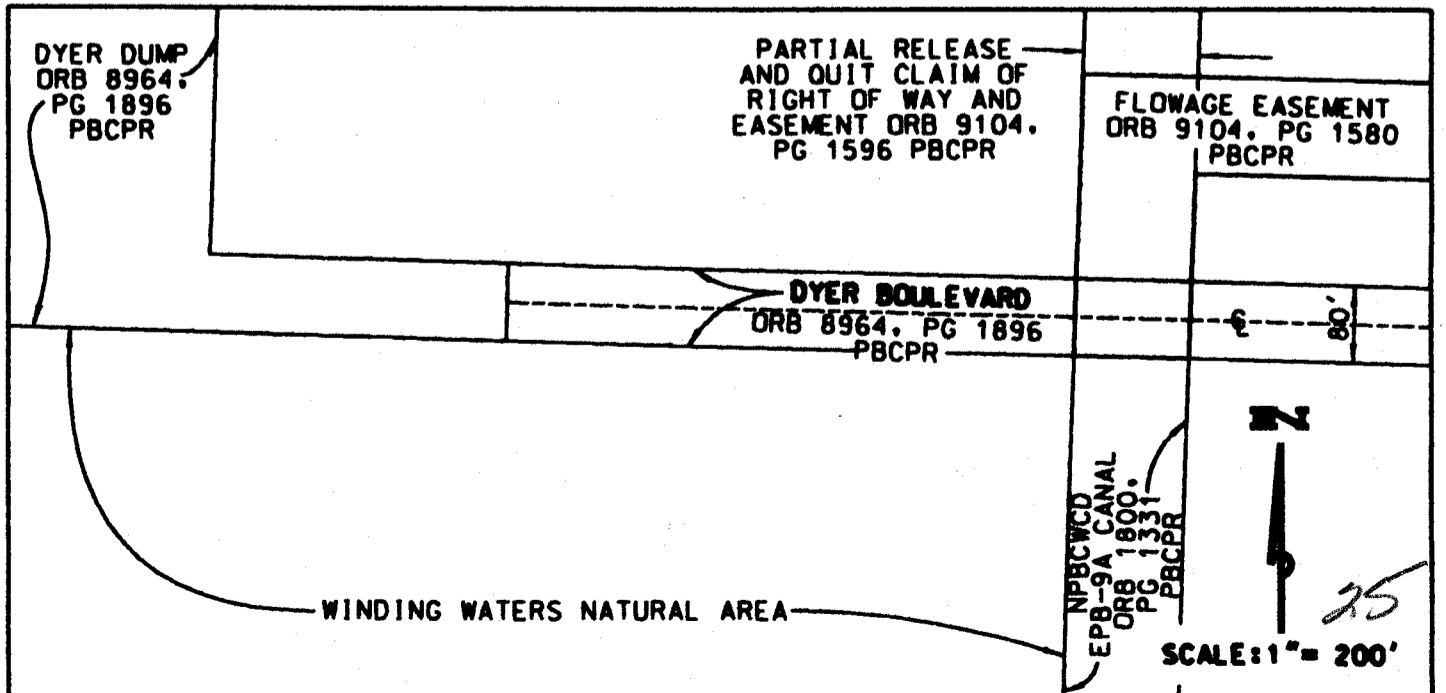 DYER DUMP
ORB 8964.
PG 1896
PBCPR
PARTIAL RELEASE
AND QUIT CLAIM OF
RIGHT OF WAY AND
EASEMENT ORB 9104.
PG 1596 PBCPR
FLOWAGE EASEMENT
ORB 9104. PG 1580
PBCPR
DYER BOULEVARD
ORB 8964. PG 1896
PBCPR
℄
80'
N
NPBCWCD
EPB-9A CANAL
ORB 1800.
PG 1331
PBCPR
WINDING WATERS NATURAL AREA
25
SCALE:1"= 200'